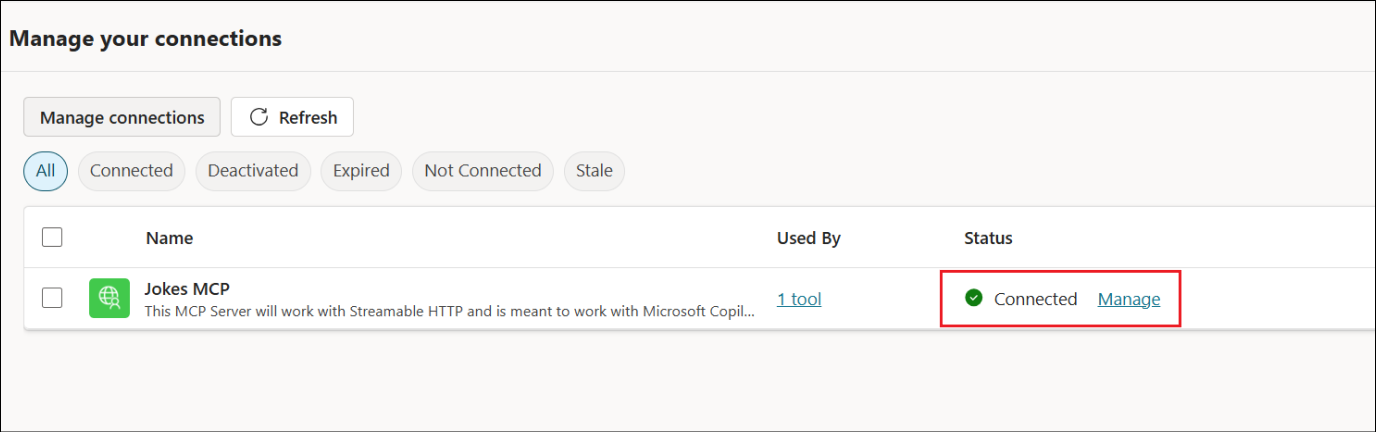 Manage your connections
Manage connections Refresh
All Connected Deactivated Expired Not Connected Stale
Name Used By Status
Jokes MCP
This MCP Server will work with Streamable HTTP and is meant to work with Microsoft Copil...
1 tool Connected Manage